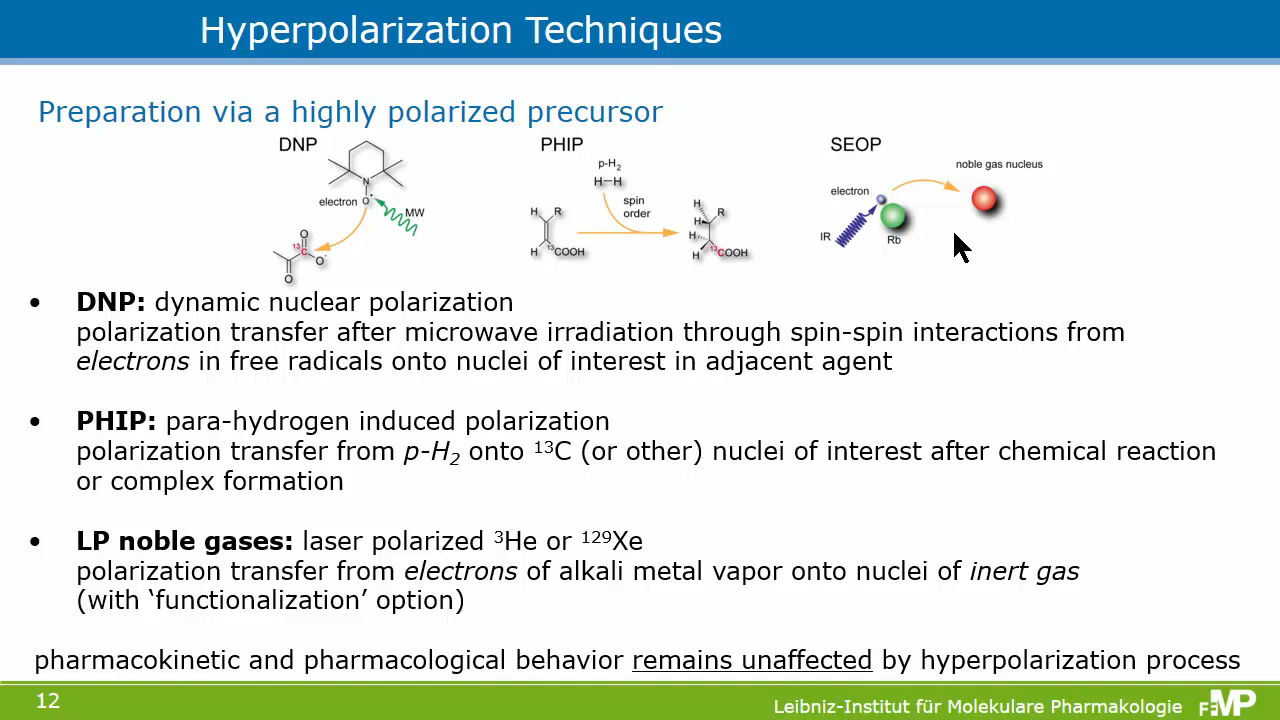 Hyperpolarization Techniques
Preparation via a highly polarized precursor
DNP
N
O
electron
MW
O
13C
O-
O
PHIP
p-H2
H–H
spin
order
H
R
H
13COOH
H
R
H
H
H
13COOH
SEOP
noble gas nucleus
electron
IR
Rb
• DNP: dynamic nuclear polarization
polarization transfer after microwave irradiation through spin-spin interactions from
electrons in free radicals onto nuclei of interest in adjacent agent
• PHIP: para-hydrogen induced polarization
polarization transfer from p-H2 onto 13C (or other) nuclei of interest after chemical reaction
or complex formation
• LP noble gases: laser polarized 3He or 129Xe
polarization transfer from electrons of alkali metal vapor onto nuclei of inert gas
(with ‘functionalization’ option)
pharmacokinetic and pharmacological behavior remains unaffected by hyperpolarization process
12
Leibniz-Institut für Molekulare Pharmakologie
FMP